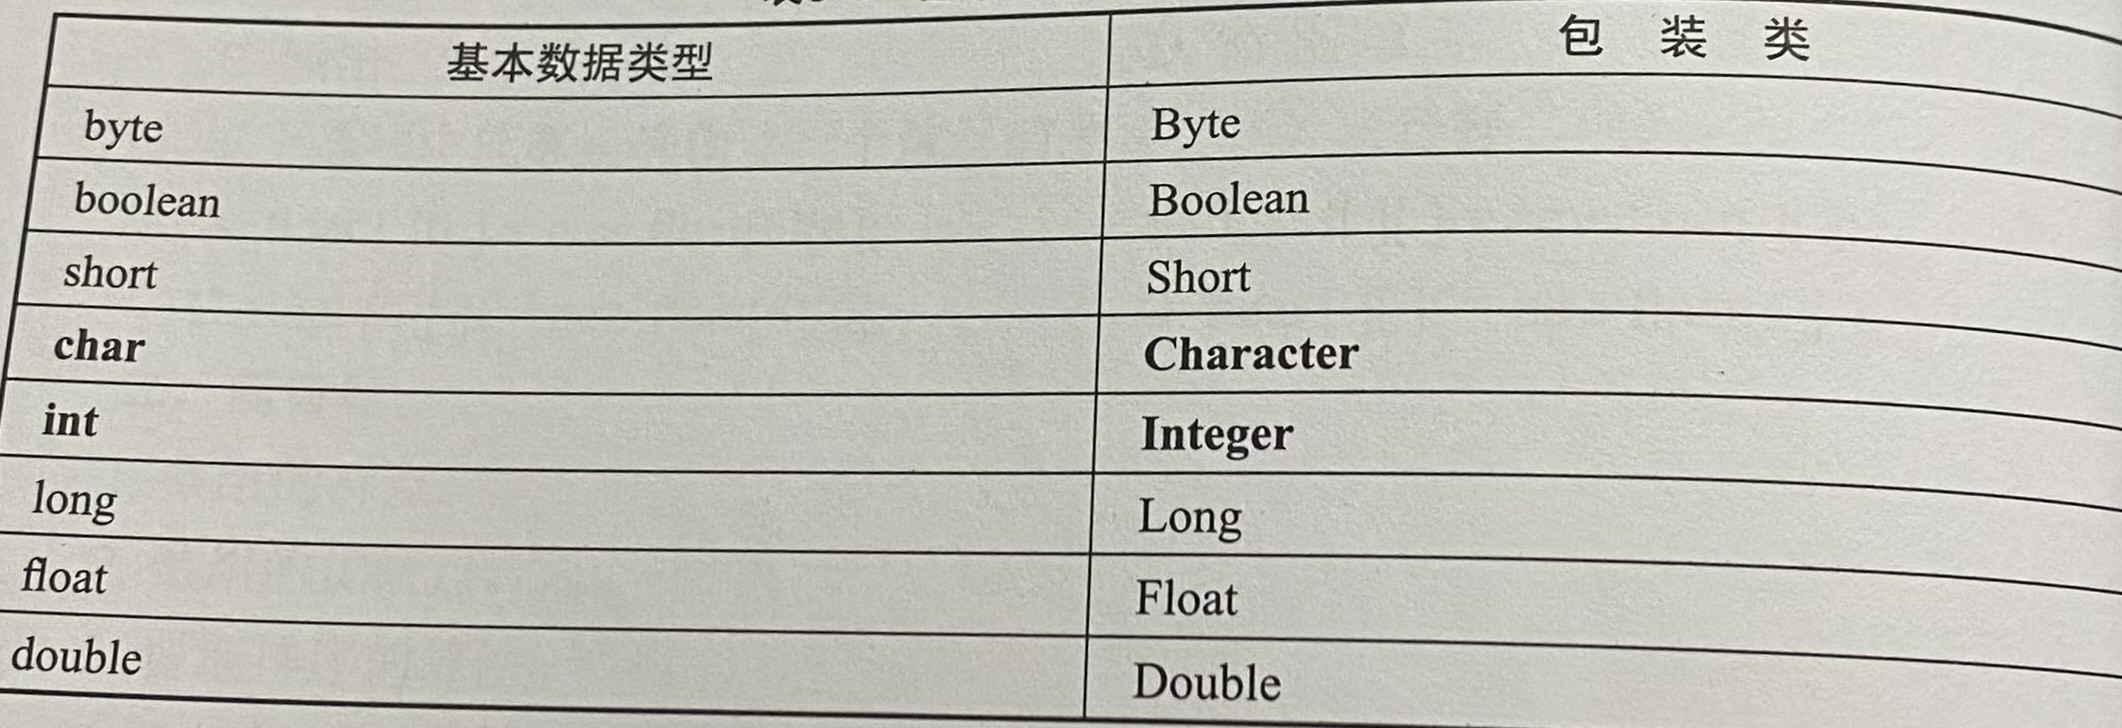 基本数据类型 包 装 类
byte Byte
boolean Boolean
short Short
char Character
int Integer
long Long
float Float
double Double